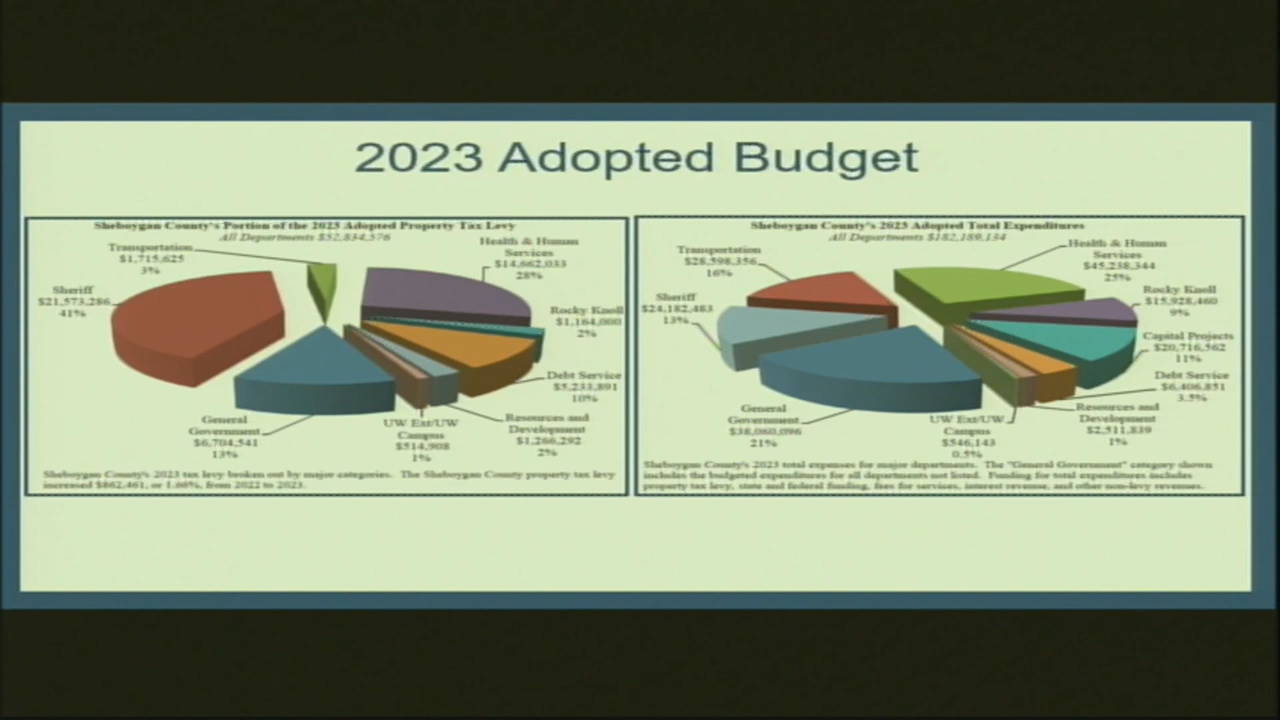 2023 Adopted Budget
Sheboygan County's Portion of the 2023 Adopted Property Tax Levy
All Departments $52,834,576
Transportation
$1,715,625
3%
Health & Human
Services
$14,662,033
28%
Sheriff
$21,573,286
41%
Rocky Knoll
$1,164,000
2%
Debt Service
$5,233,891
10%
General
Government
$6,704,541
13%
UW Ext/UW
Campus
$514,908
1%
Resources and
Development
$1,266,292
2%
Sheboygan County's 2023 tax levy broken out by major categories. The Sheboygan County property tax levy
increased $862,461, or 1.66%, from 2022 to 2023.
Sheboygan County's 2023 Adopted Total Expenditures
All Departments $182,189,134
Transportation
$28,598,356
16%
Health & Human
Services
$45,238,344
25%
Sheriff
$24,182,483
13%
Rocky Knoll
$15,928,460
9%
Capital Projects
$20,716,562
11%
Debt Service
$6,406,851
3.5%
General
Government
$38,060,096
21%
UW Ext/UW
Campus
$546,143
0.5%
Resources and
Development
$2,511,839
1%
Sheboygan County's 2023 total expenses for major departments. The "General Government" category shown
includes the budgeted expenditures for all departments not listed. Funding for total expenditures includes
property tax levy, state and federal funding, fees for services, interest revenue, and other non-levy revenues.